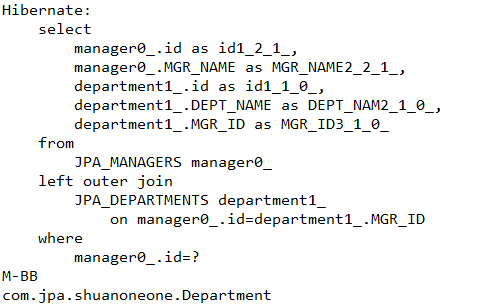 Hibernate:
    select
        manager0_.id as id1_2_1_,
        manager0_.MGR_NAME as MGR_NAME2_2_1_,
        department1_.id as id1_1_0_,
        department1_.DEPT_NAME as DEPT_NAM2_1_0_,
        department1_.MGR_ID as MGR_ID3_1_0_
    from
        JPA_MANAGERS manager0_
    left outer join
        JPA_DEPARTMENTS department1_
            on manager0_.id=department1_.MGR_ID
    where
        manager0_.id=?
M-BB
com.jpa.shuanoneone.Department